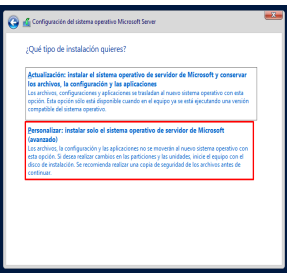 Configuración del sistema operativo Microsoft Server
¿Qué tipo de instalación quieres?
Actualización: instalar el sistema operativo de servidor de Microsoft y conservar
los archivos, la configuración y las aplicaciones
Los archivos, configuraciones y aplicaciones se trasladan al nuevo sistema operativo con esta
opción. Esta opción sólo está disponible cuando en el equipo ya se está ejecutando una versión
compatible del sistema operativo.
Personalizar: instalar solo el sistema operativo de servidor de Microsoft
(avanzado)
Los archivos, la configuración y las aplicaciones no se moverán al nuevo sistema operativo con
esta opción. Si desea realizar cambios en las particiones y las unidades, inicie el equipo con el
disco de instalación. Se recomienda realizar una copia de seguridad de los archivos antes de
continuar.